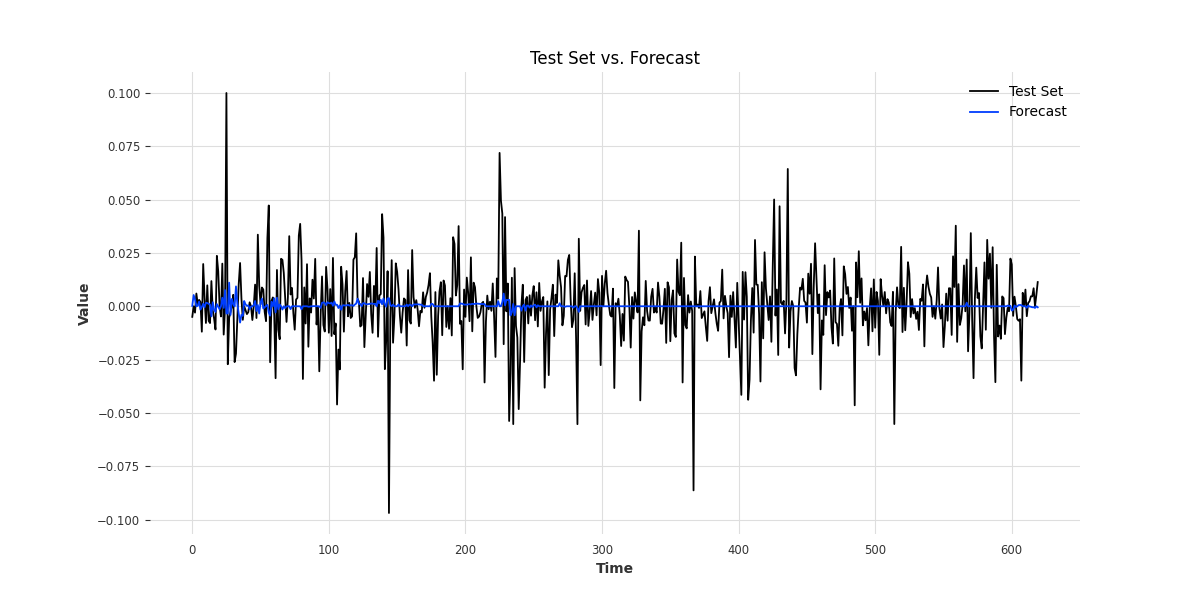 Test Set vs. Forecast
Test Set
Forecast
0.100
0.075
0.050
0.025
0.000
−0.025
−0.050
−0.075
−0.100
Value
0 100 200 300 400 500 600
Time